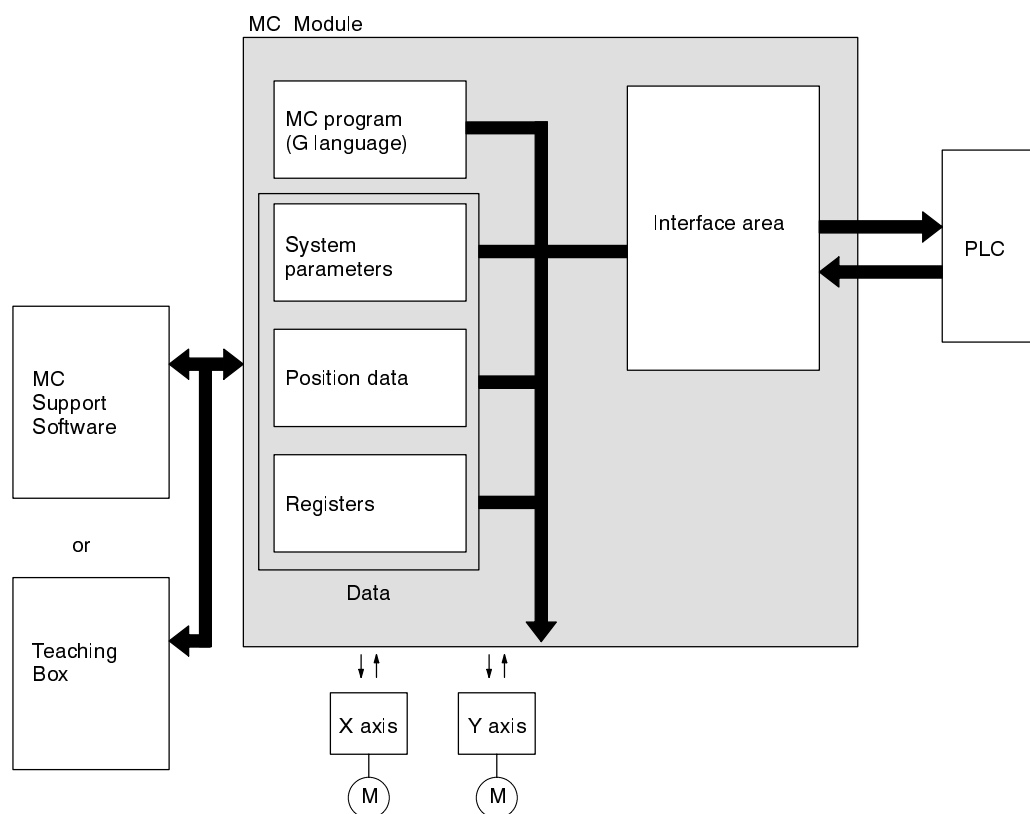 MC Module
MC program
(G language)
System
parameters
Position data
Registers
Data
Interface area
PLC
MC
Support
Software
or
Teaching
Box
X axis
Y axis
M
M